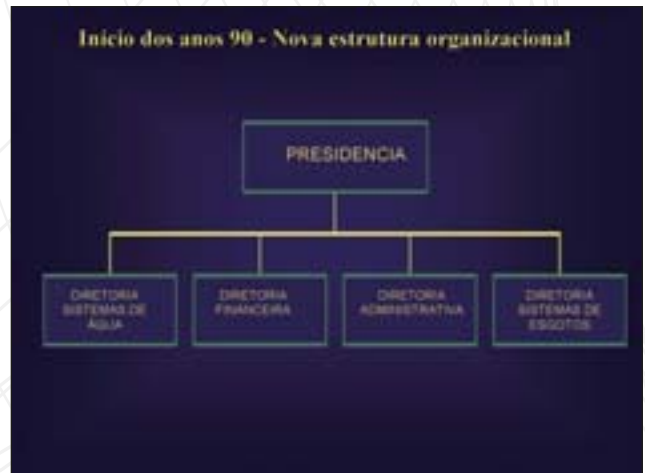 Inicio dos anos 90 - Nova estrutura organizacional
PRESIDENCIA
DIRETORIA
SISTEMAS DE
ÁGUA
DIRETORIA
FINANCEIRA
DIRETORIA
ADMINISTRATIVA
DIRETORIA
SISTEMAS DE
ESGOTOS